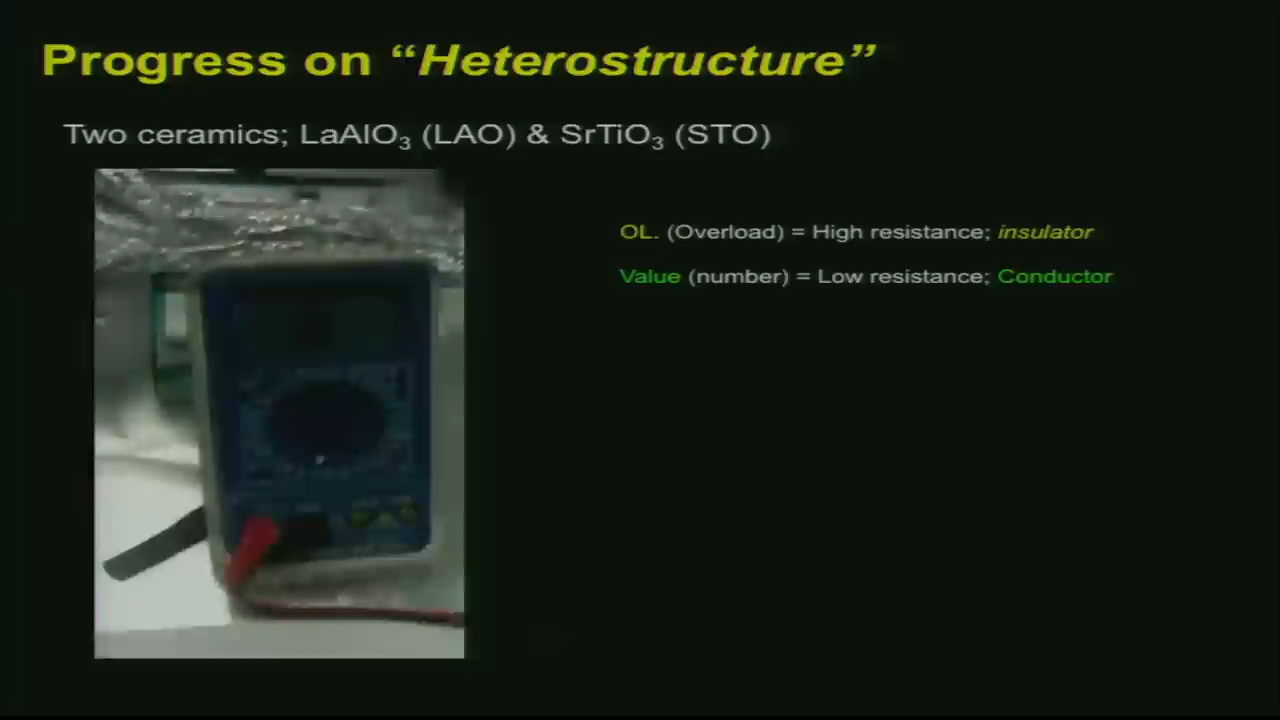 Progress on “Heterostructure”
Two ceramics; LaAlO₃ (LAO) & SrTiO₃ (STO)
OL. (Overload) = High resistance; insulator
Value (number) = Low resistance; Conductor